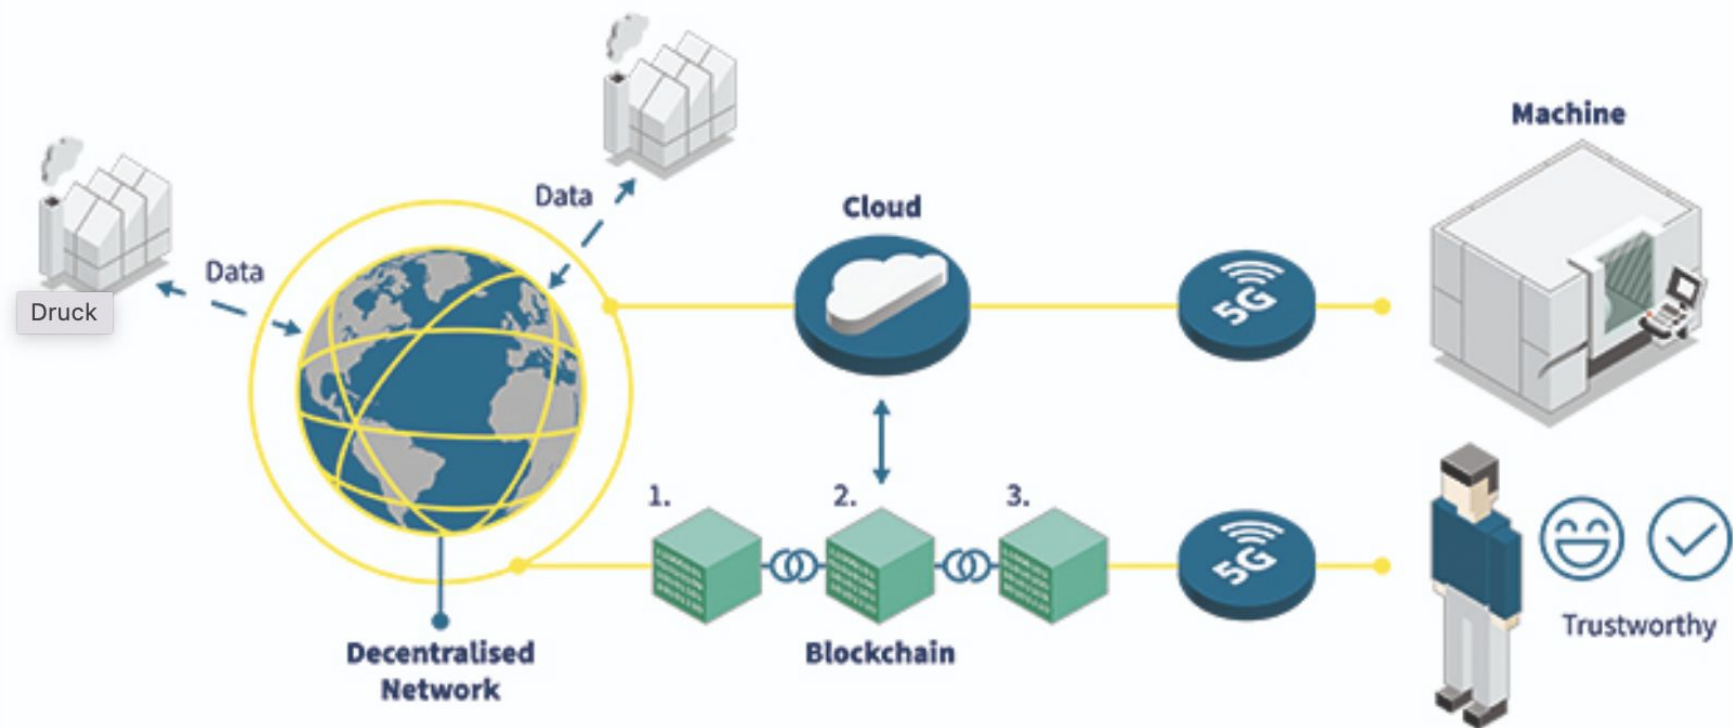 Machine
Data
Cloud
Data
Druck
5G
1.
2.
3.
5G
Trustworthy
Decentralised
Network
Blockchain